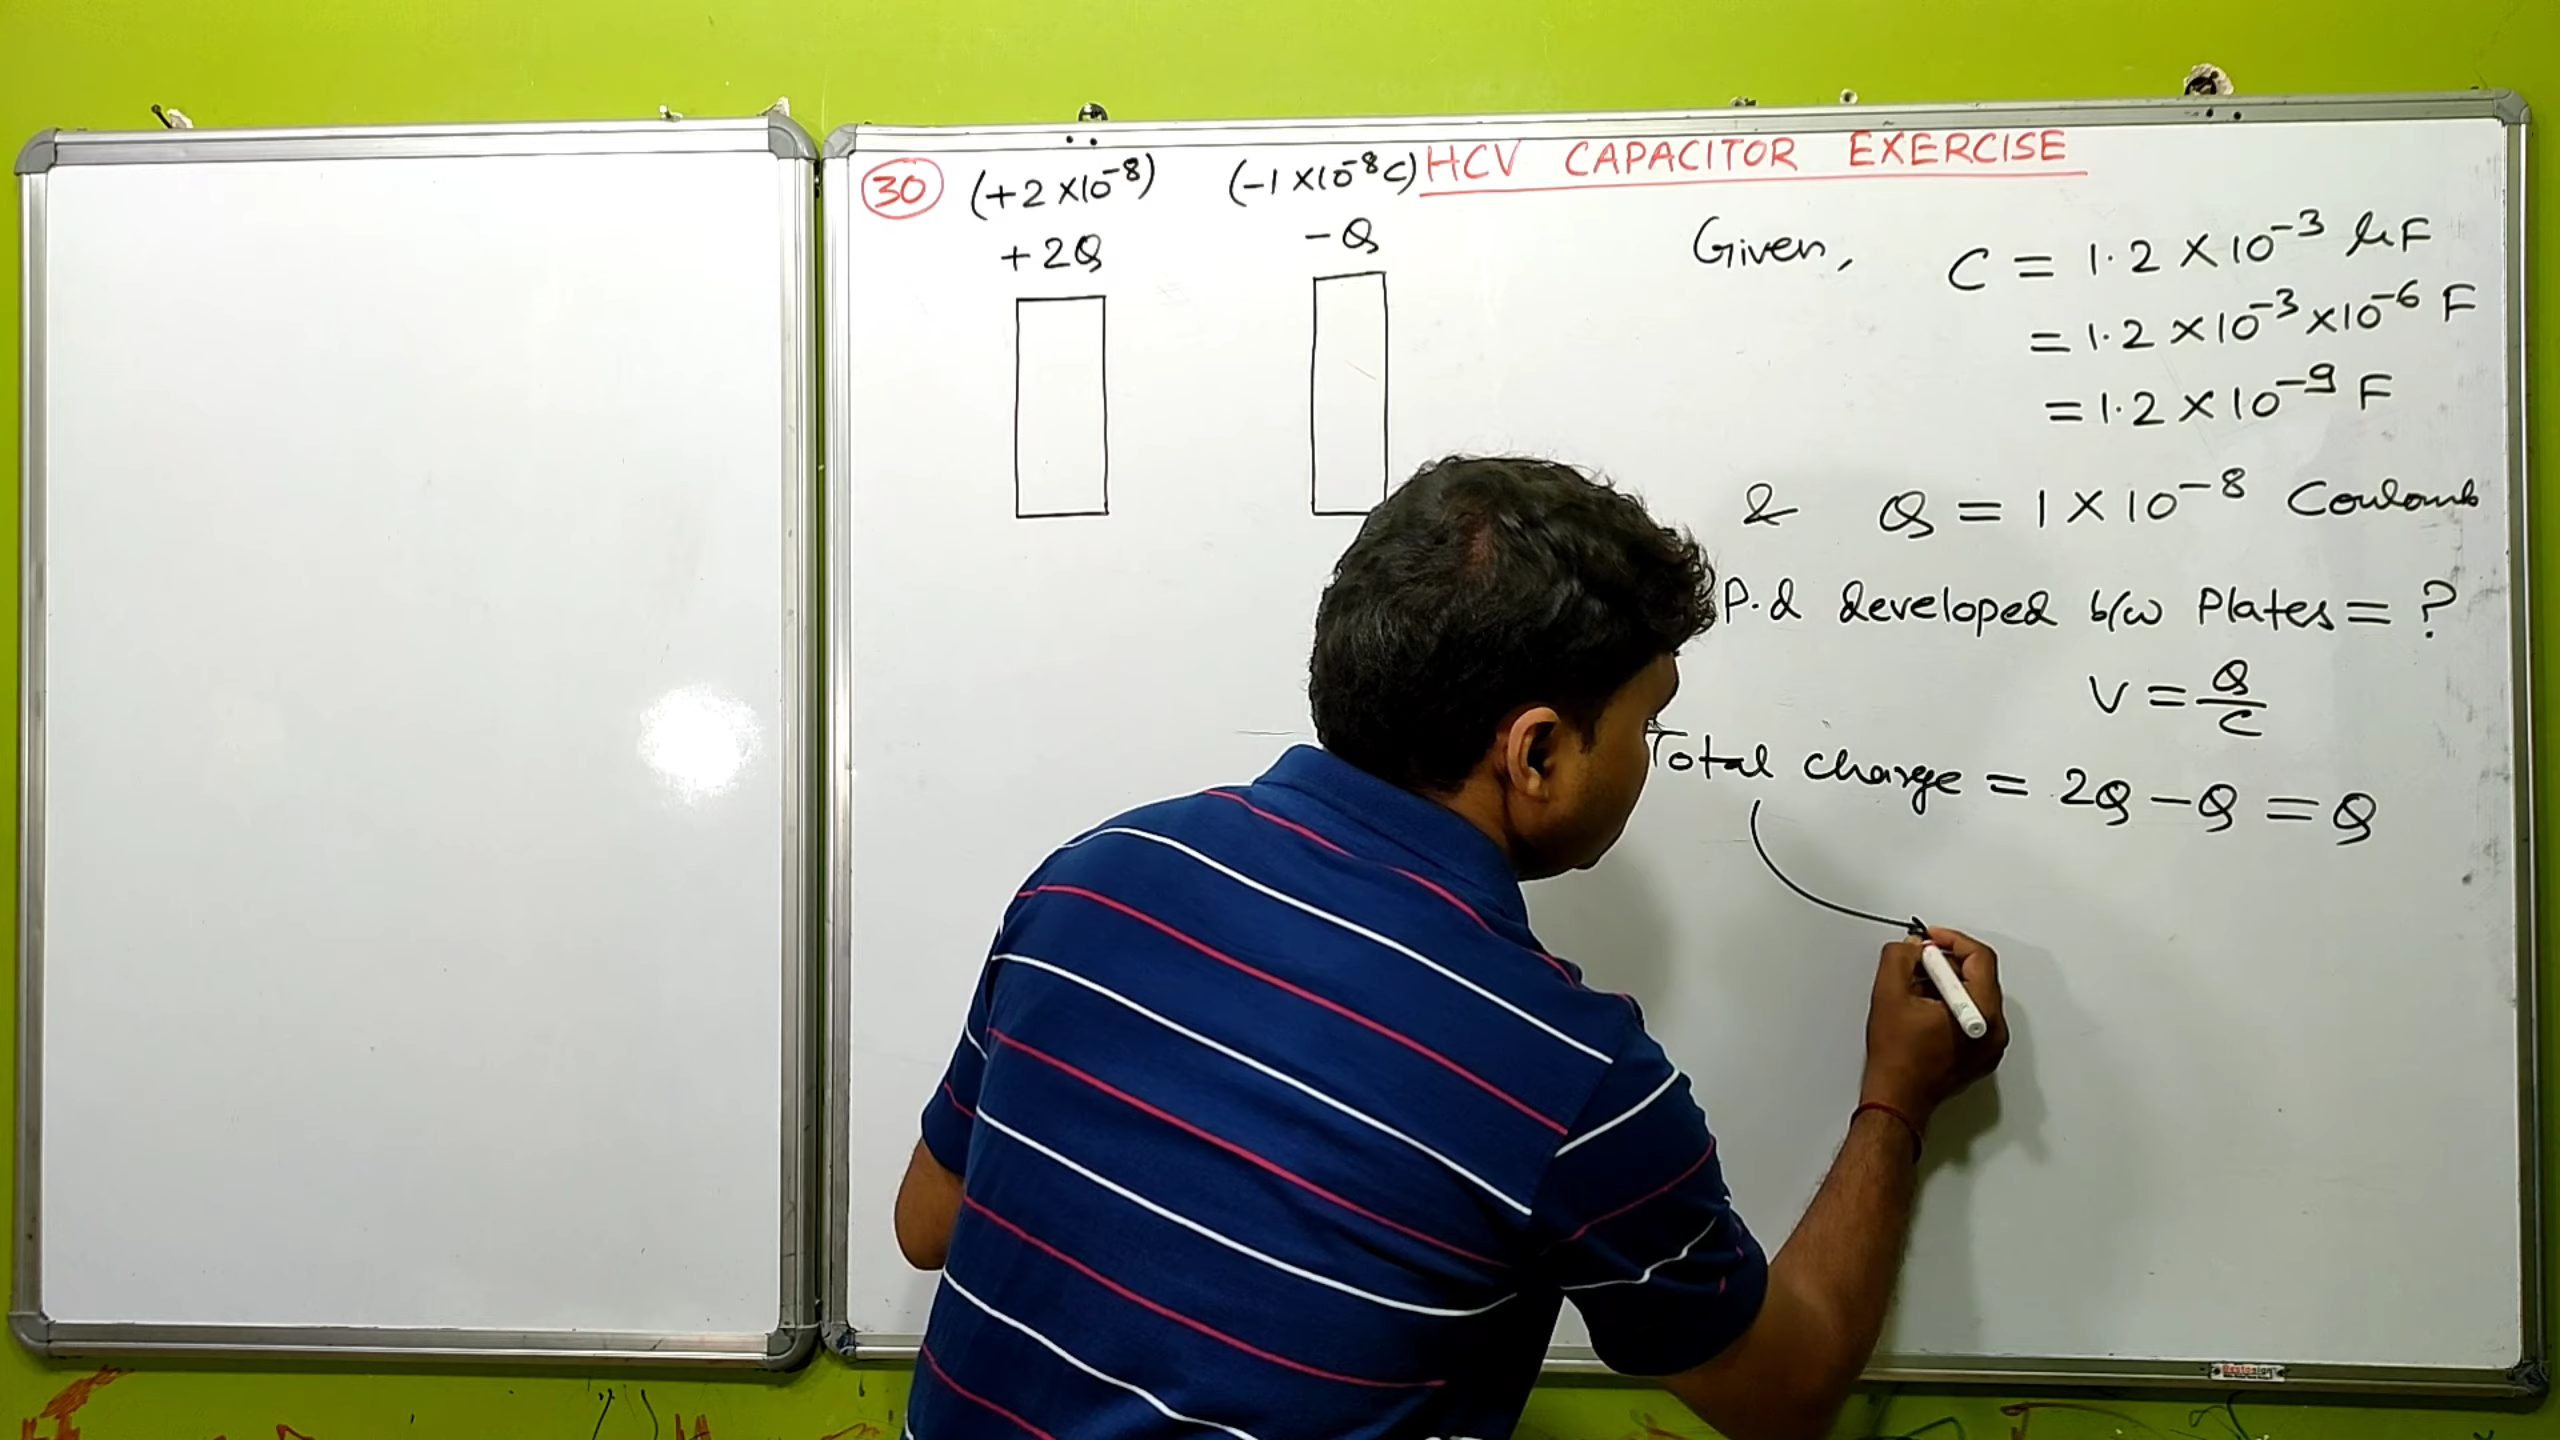 HCV CAPACITOR EXERCISE
30 (+2 ×10⁻⁸) (-1 ×10⁻⁸C)
+2Q -Q
Given, C = 1.2 × 10⁻³ μF
= 1.2 × 10⁻³ × 10⁻⁶ F
= 1.2 × 10⁻⁹ F
& Q = 1 × 10⁻⁸ Coulomb
P.d developed b/w Plates = ?
V = Q/C
Total charge = 2Q - Q = Q